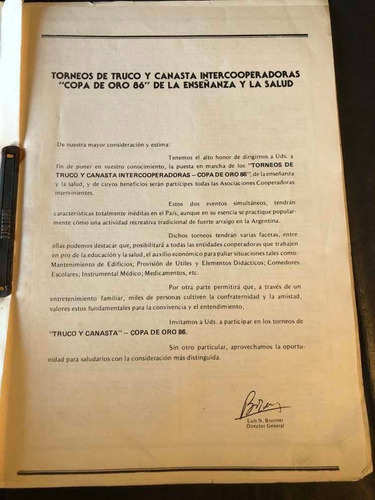 TORNEOS DE TRUCO Y CANASTA INTERCOOPERADORAS
"COPA DE ORO 86" DE LA ENSEÑANZA Y LA SALUD
De nuestra mayor consideración y estima:
Tenemos el alto honor de dirigirnos a Uds. a
fin de poner en vuestro conocimiento, la puesta en marcha de los "TORNEOS DE
TRUCO Y CANASTA INTERCOOPERADORAS – COPA DE ORO 86", de la enseñanza
y la salud, y de cuyos beneficios serán partícipes todas las Asociaciones Cooperadoras
intervinientes.
Estos dos eventos simultáneos, tendrán
características totalmente inéditas en el País, aunque en su esencia se practique popular-
mente cómo una actividad recreativa tradicional de fuerte arraigo en la Argentina.
Dichos torneos tendrán varias facetas, entre
ellas podemos destacar que, posibilitará a todas las entidades cooperadoras que trabajen
en pro de la educación y la salud, el auxilio económico para paliar situaciones tales como:
Mantenimiento de Edificios; Provisión de Utiles y Elementos Didácticos; Comedores
Escolares; Instrumental Médico; Medicamentos, etc.
Por otra parte permitirá que, a través de un
entretenimiento familiar, miles de personas cultiven la confraternidad y la amistad,
valores estos fundamentales para la convivencia y el entendimiento.
Invitamos a Uds. a participar en los torneos de
"TRUCO Y CANASTA" – COPA DE ORO 86.
Sin otro particular, aprovechamos la oportu-
nidad para saludarlos con la consideración más distinguida.
Luis N. Brunner
Director General